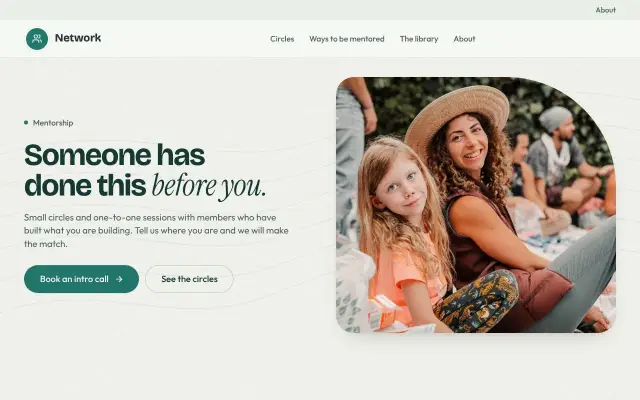 About
Network
Circles
Ways to be mentored
The library
About
Mentorship
Someone has
done this before you.
Small circles and one-to-one sessions with members who have
built what you are building. Tell us where you are and we will make
the match.
Book an intro call
See the circles